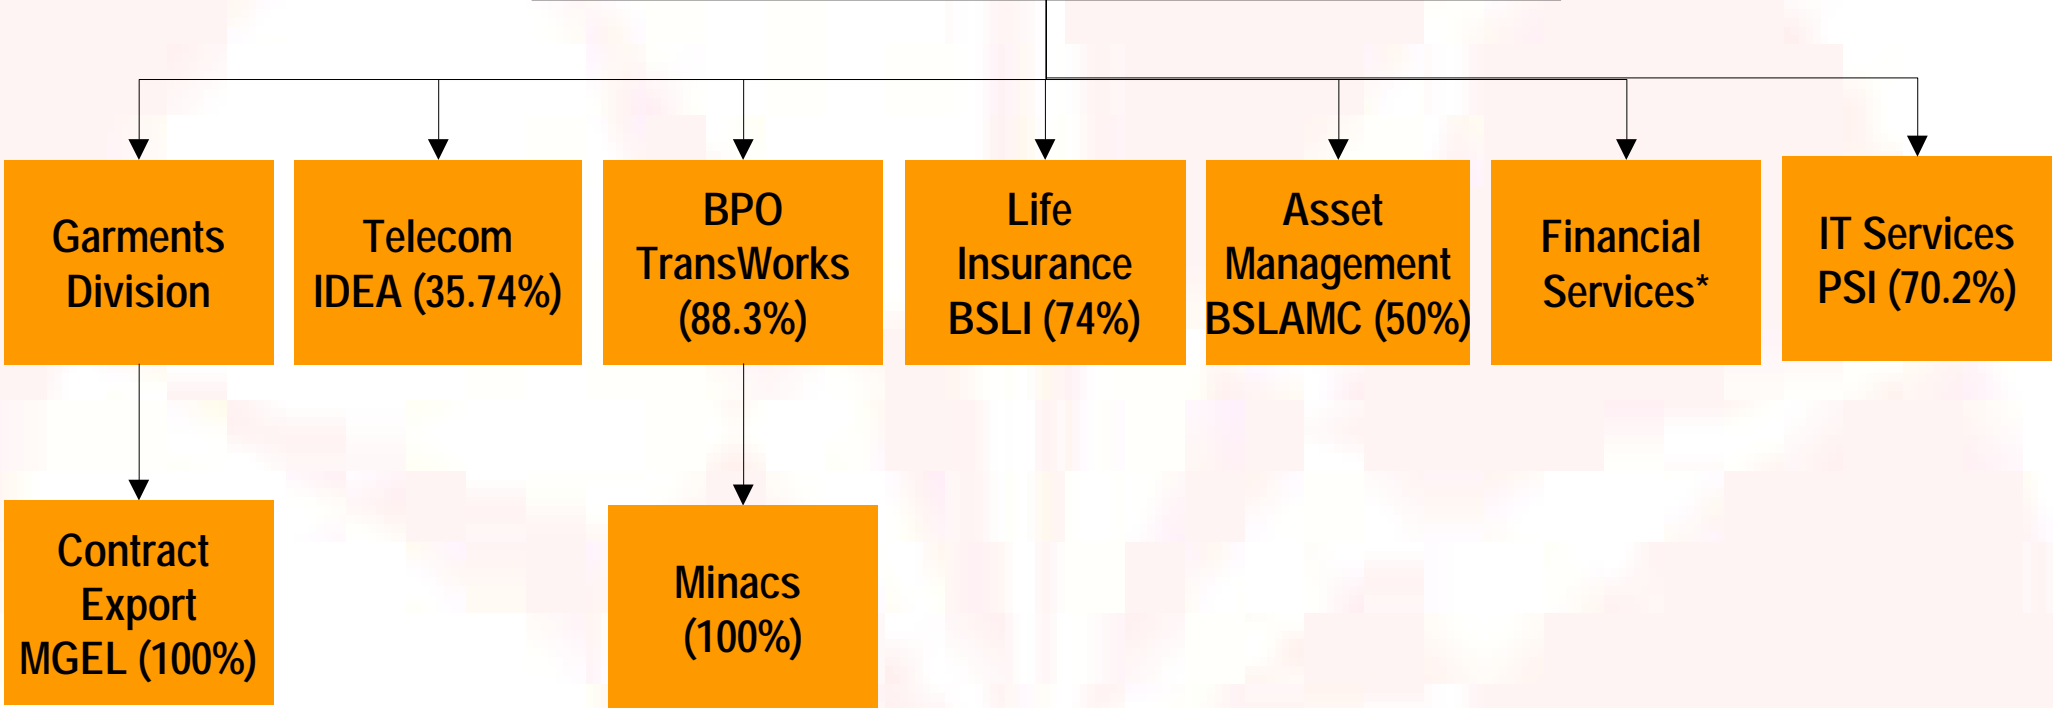 Garments
Division
Telecom
IDEA (35.74%)
BPO
TransWorks
(88.3%)
Life
Insurance
BSLI (74%)
Asset
Management
BSLAMC (50%)
Financial
Services*
IT Services
PSI (70.2%)
Contract
Export
MGEL (100%)
Minacs
(100%)